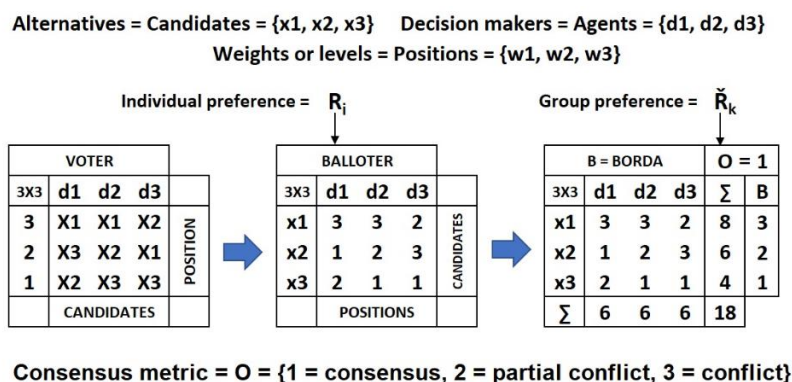 Alternatives = Candidates = {x1, x2, x3} Decision makers = Agents = {d1, d2, d3}
Weights or levels = Positions = {w1, w2, w3}
Individual preference = Ri
Group preference = Řk
VOTER
3X3 d1 d2 d3
3 X1 X1 X2
2 X3 X2 X1
1 X2 X3 X3
POSITION
CANDIDATES
BALLOTER
3X3 d1 d2 d3
x1 3 3 2
x2 1 2 3
x3 2 1 1
CANDIDATES
POSITIONS
B = BORDA O = 1
3X3 d1 d2 d3 Σ B
x1 3 3 2 8 3
x2 1 2 3 6 2
x3 2 1 1 4 1
Σ 6 6 6 18
Consensus metric = O = {1 = consensus, 2 = partial conflict, 3 = conflict}